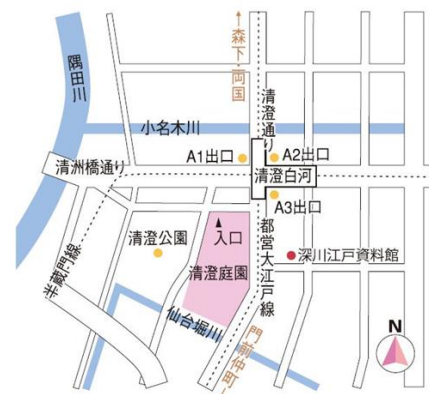 森下・両国
隅田川
清澄通り
小名木川
A1出口
A2出口
清洲橋通り
清澄白河
A3出口
入口
清澄公園
清澄庭園
都営大江戸線
深川江戸資料館
半蔵門線
仙台堀川
門前仲町
N